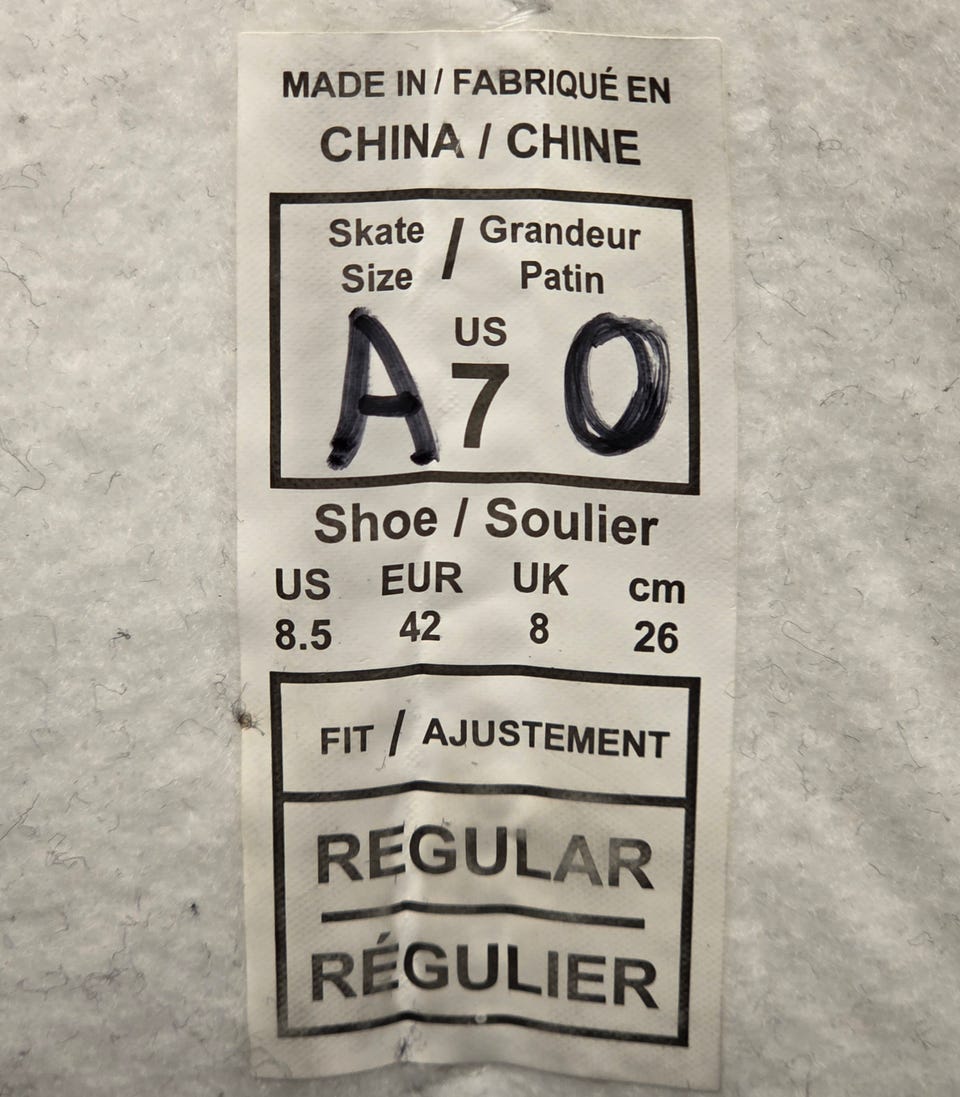 MADE IN / FABRIQUÉ EN
CHINA / CHINE
Skate Size / Grandeur Patin
US
A 7 O
Shoe / Soulier
US EUR UK cm
8.5 42 8 26
FIT / AJUSTEMENT
REGULAR
RÉGULIER